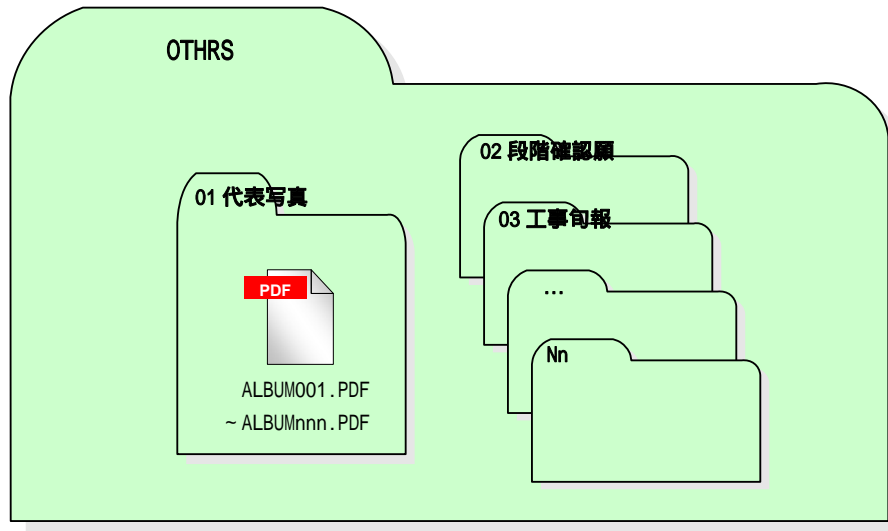 OTHRS
01 代表写真
PDF
ALBUM001.PDF
~ ALBUMnnn.PDF
02 段階確認願
03 工事旬報
…
Nn